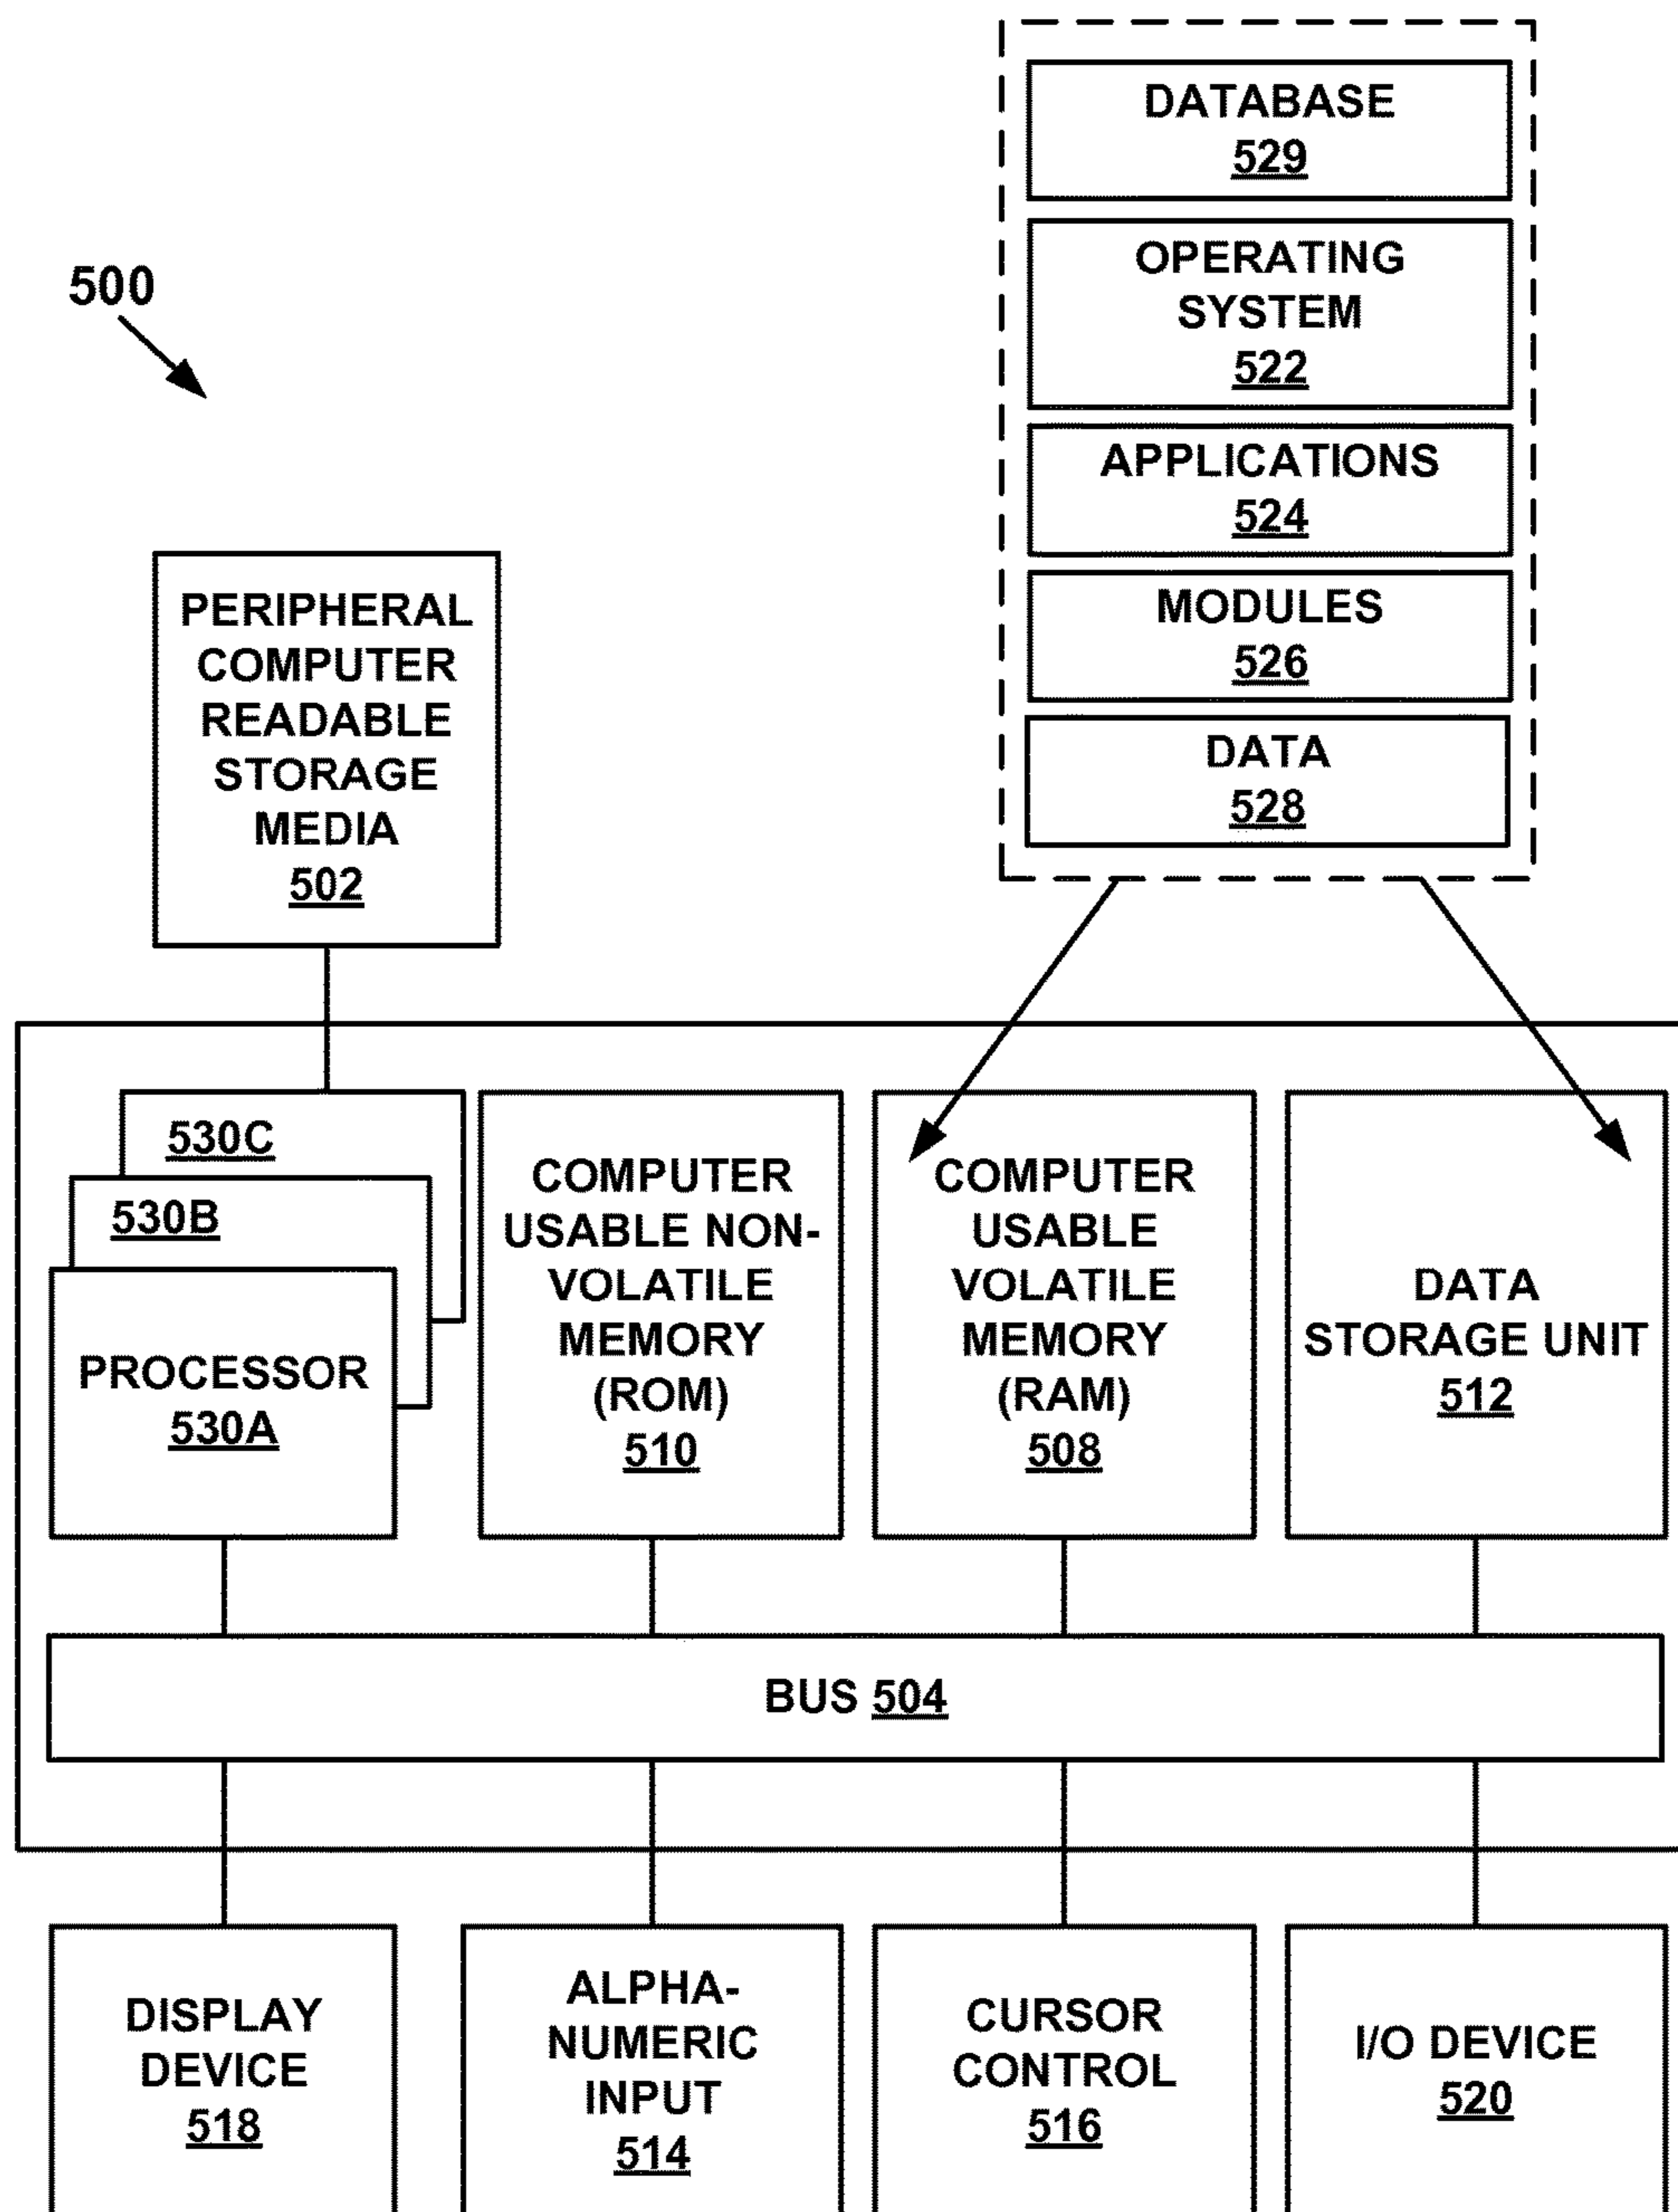 DATABASE
529
OPERATING
SYSTEM
522
500
APPLICATIONS
524
PERIPHERAL
COMPUTER
READABLE
STORAGE
MEDIA
502
MODULES
526
DATA
528
530C
530B
PROCESSOR
530A
COMPUTER
USABLE NON-
VOLATILE
MEMORY
(ROM)
510
COMPUTER
USABLE
VOLATILE
MEMORY
(RAM)
508
DATA
STORAGE UNIT
512
BUS 504
DISPLAY
DEVICE
518
ALPHA-
NUMERIC
INPUT
514
CURSOR
CONTROL
516
I/O DEVICE
520